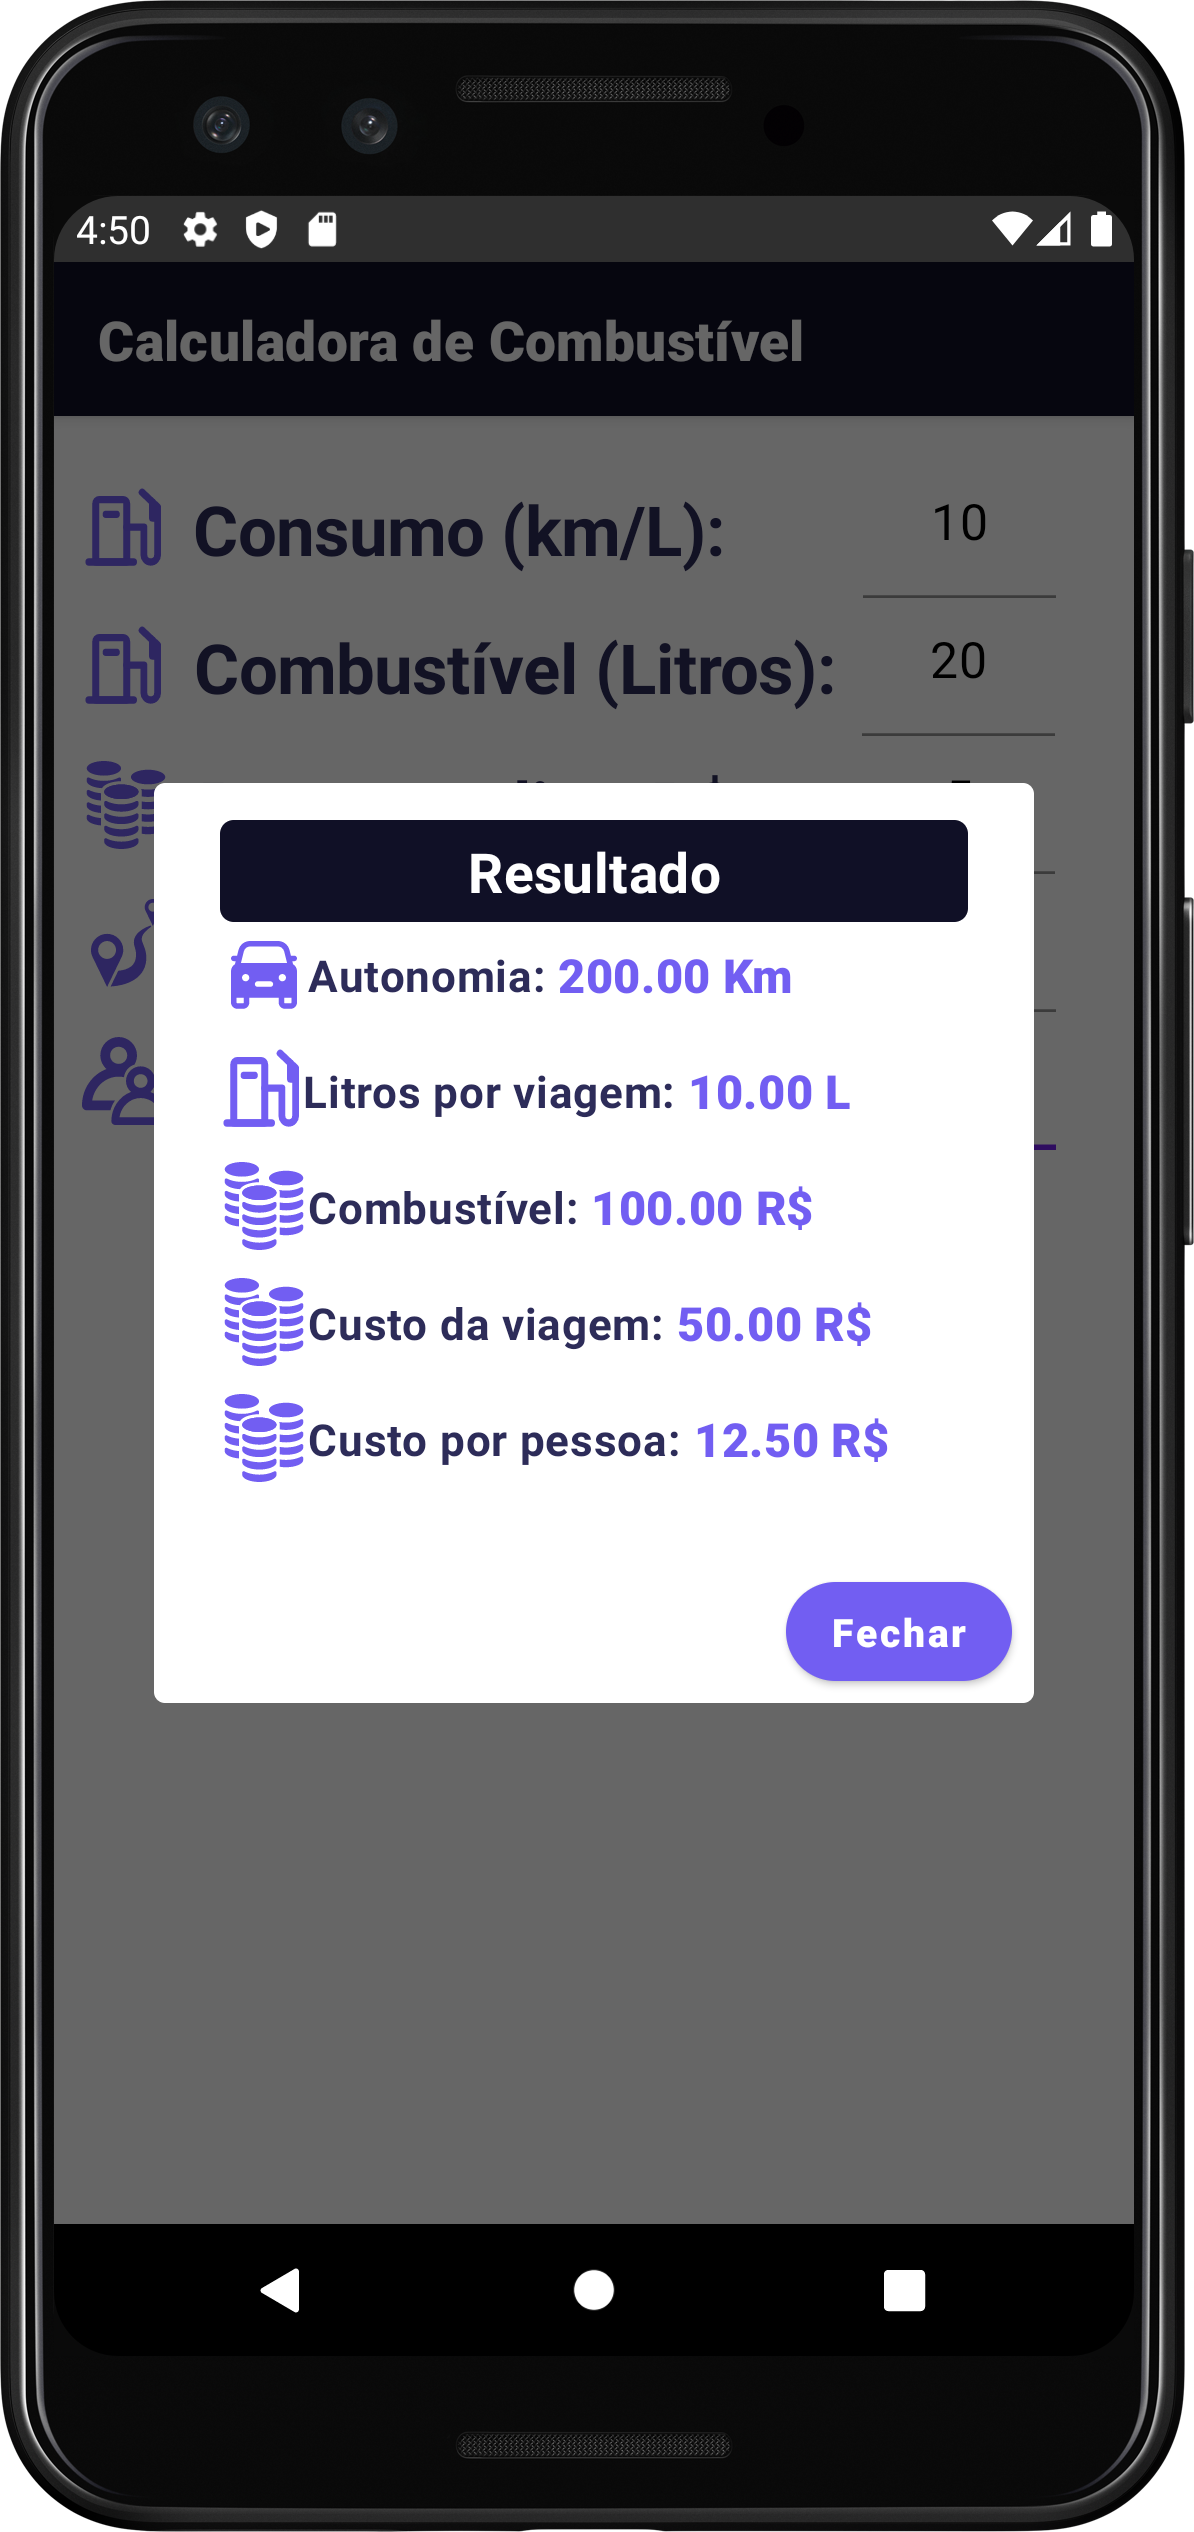 4:50
Calculadora de Combustível
Consumo (km/L): 10
Combustível (Litros): 20
Resultado
Autonomia: 200.00 Km
Litros por viagem: 10.00 L
Combustível: 100.00 R$
Custo da viagem: 50.00 R$
Custo por pessoa: 12.50 R$
Fechar